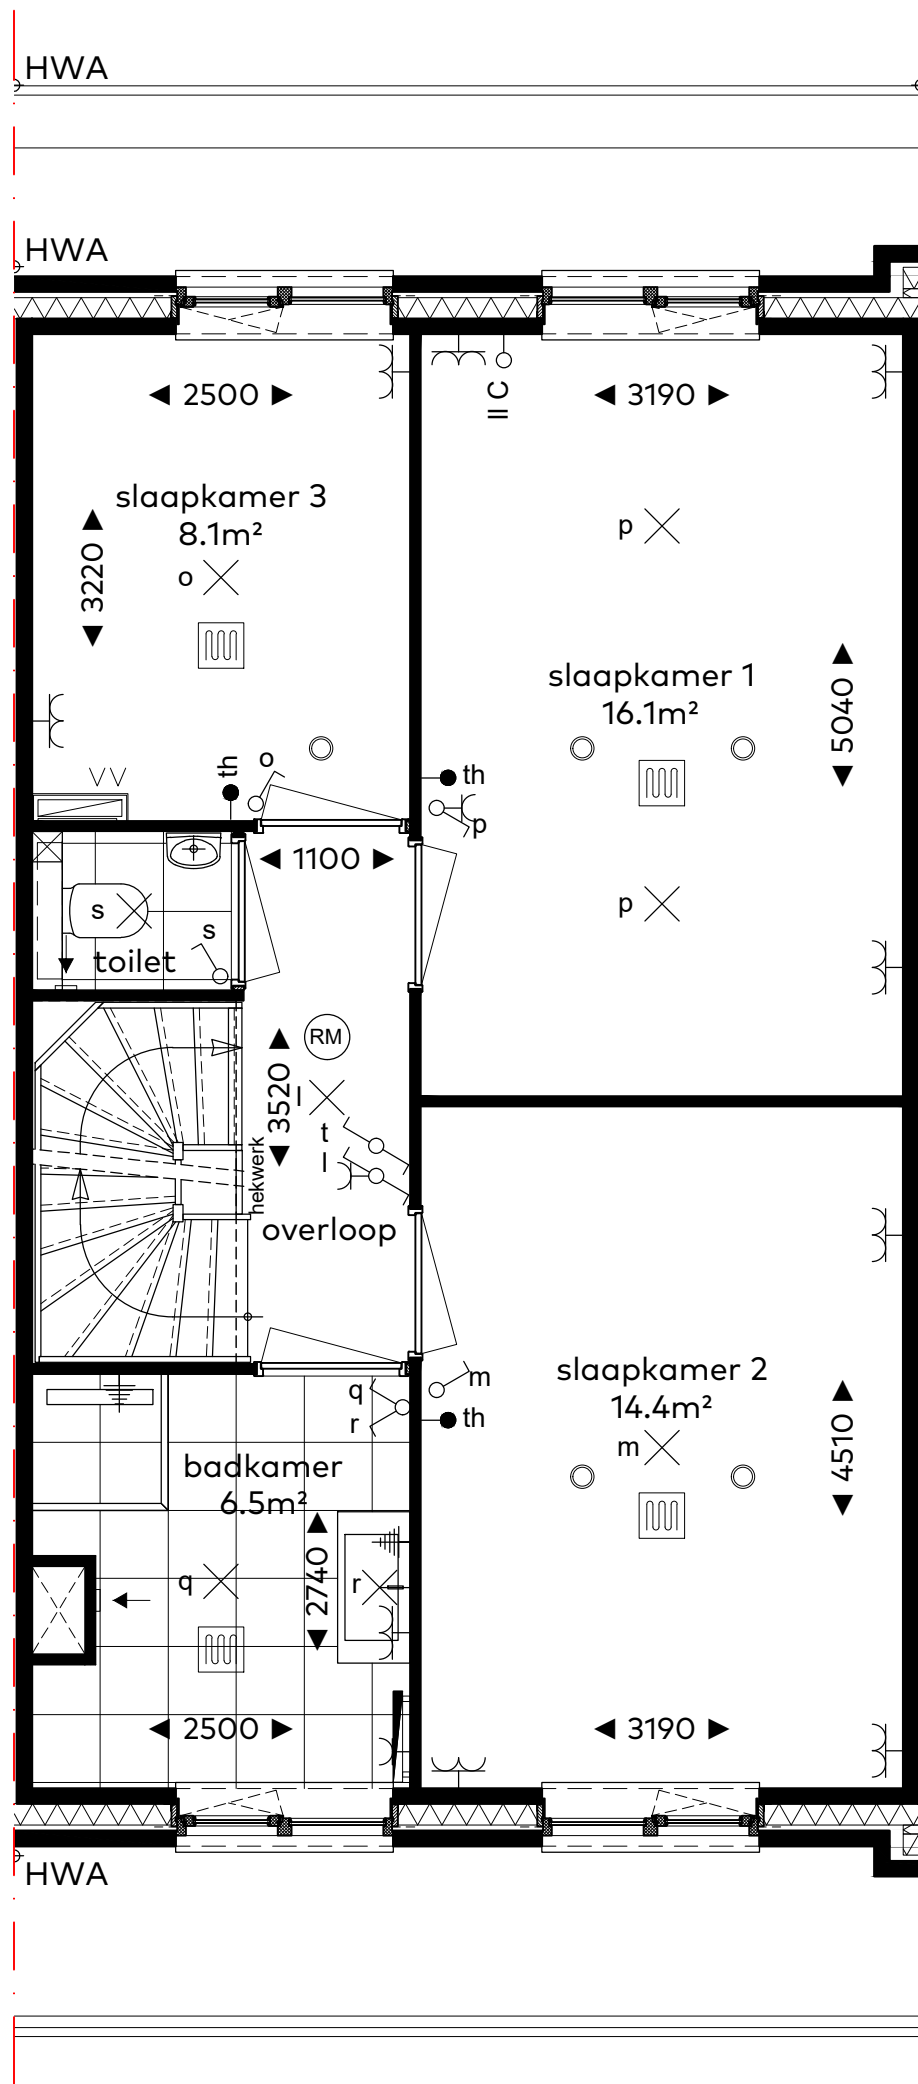 HWA
HWA
2500
3190
II C
slaapkamer 3
8.1m²
p
3220
o
slaapkamer 1
16.1m²
5040
th
o
th
p
1100
s
p
s
toilet
RM
3520
l
t
l
hekwerk
overloop
slaapkamer 2
14.4m²
m
q
r
th
m
4510
badkamer
6.5m²
2740
q
r
2500
3190
HWA